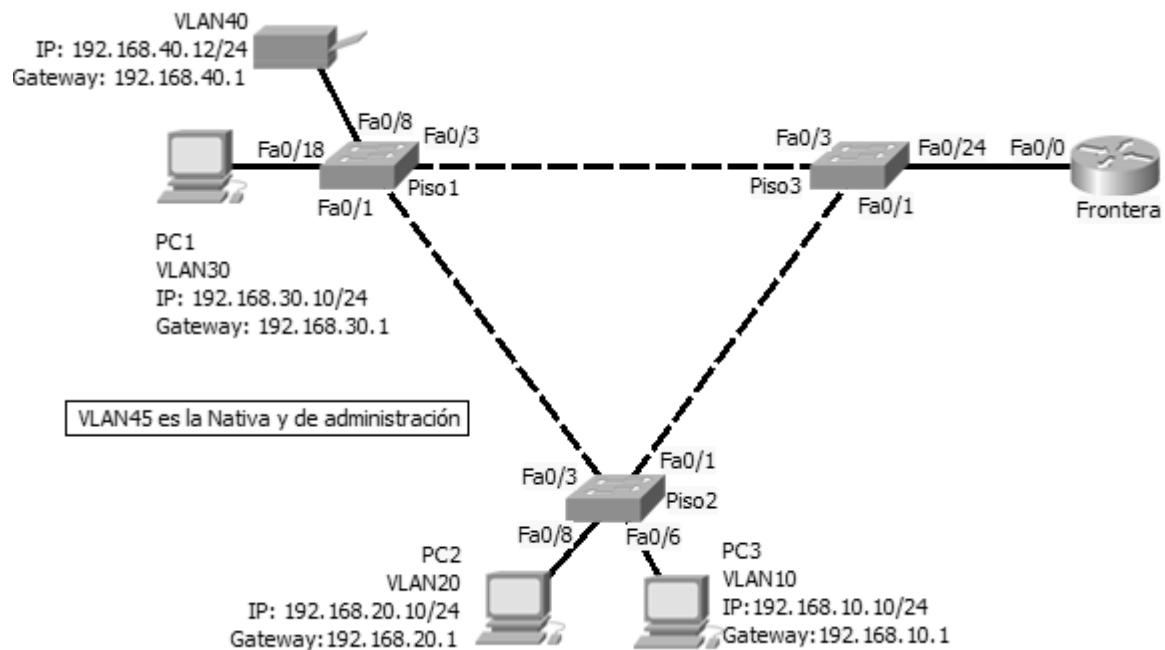 VLAN40
IP: 192.168.40.12/24
Gateway: 192.168.40.1
Fa0/8
Fa0/3
Fa0/18
Piso1
Fa0/1
Fa0/3
Fa0/24
Fa0/0
Piso3
Fa0/1
Frontera
PC1
VLAN30
IP: 192.168.30.10/24
Gateway: 192.168.30.1
VLAN45 es la Nativa y de administración
Fa0/3
Fa0/1
Piso2
Fa0/8
Fa0/6
PC2
VLAN20
IP: 192.168.20.10/24
Gateway:192.168.20.1
PC3
VLAN10
IP:192.168.10.10/24
Gateway:192.168.10.1